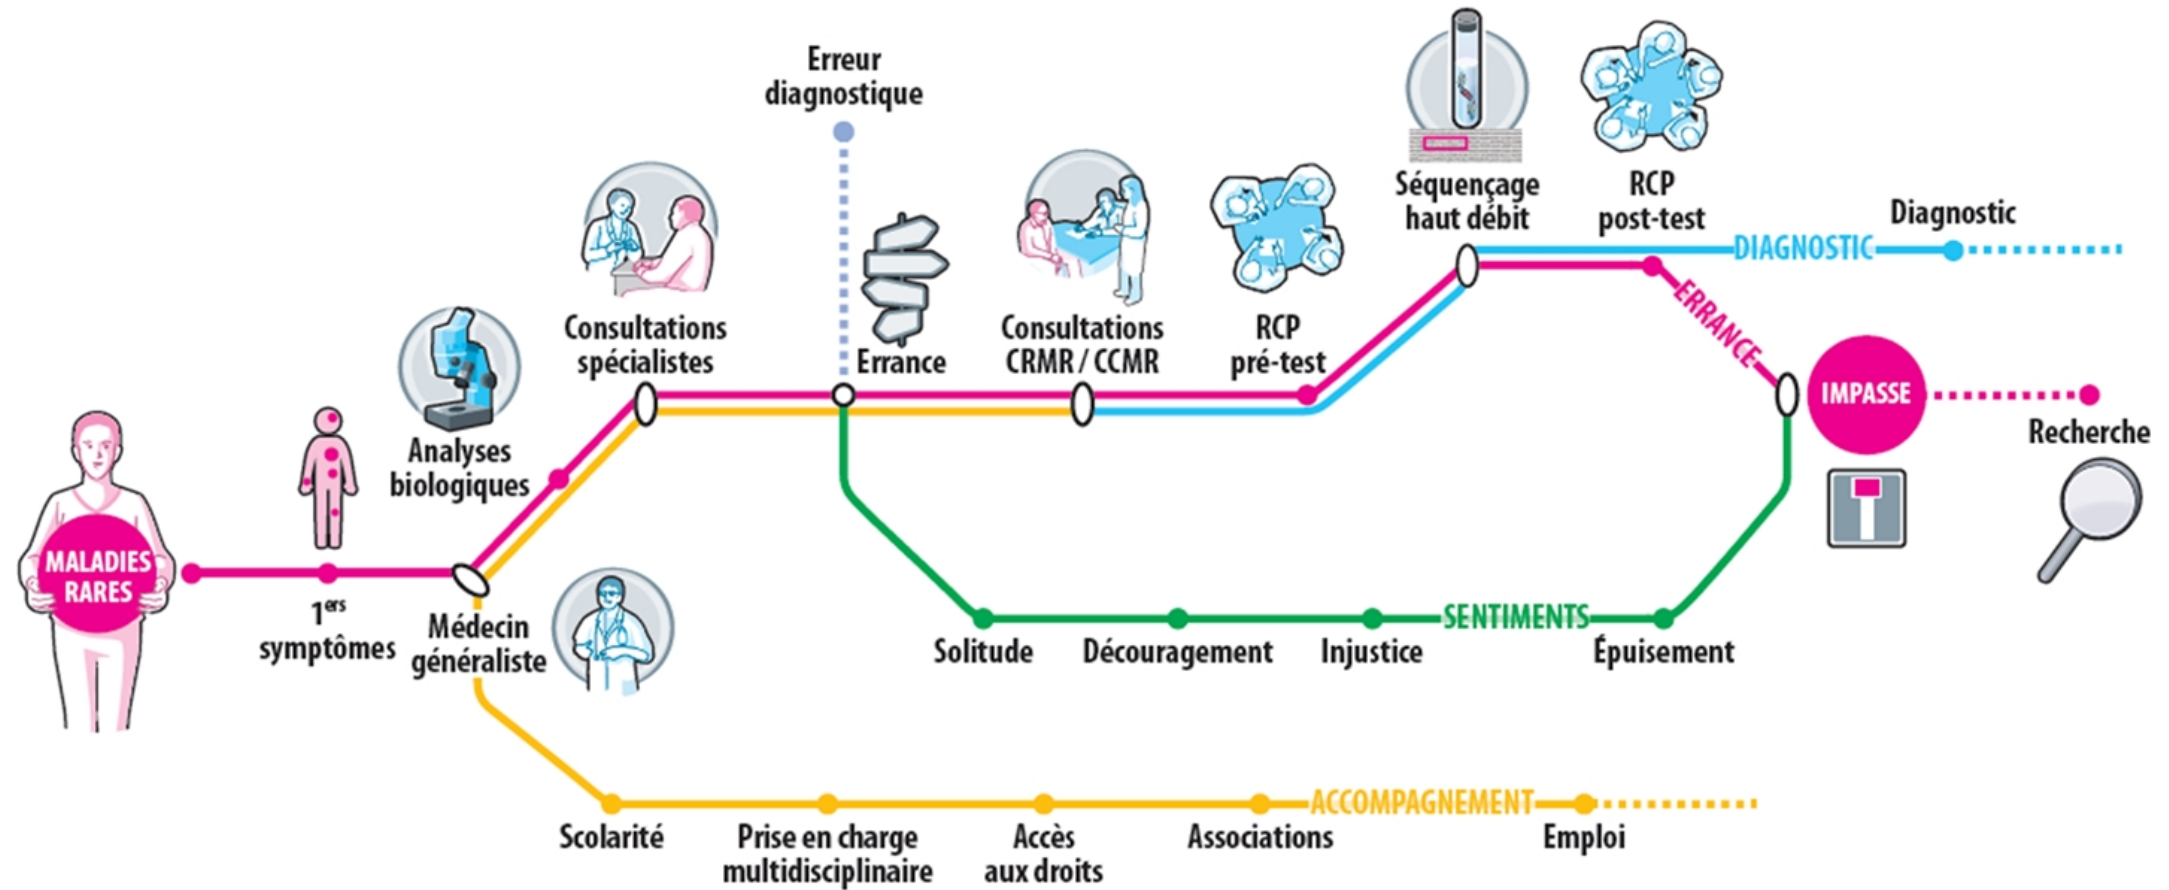 MALADIES
RARES
1ers
symptômes
Analyses
biologiques
Médecin
généraliste
Consultations
spécialistes
Erreur
diagnostique
Errance
Consultations
CRMR / CCMR
RCP
pré-test
Séquençage
haut débit
RCP
post-test
DIAGNOSTIC
Diagnostic
ERRANCE
IMPASSE
Recherche
Solitude
Découragement
Injustice
SENTIMENTS
Épuisement
Scolarité
Prise en charge
multidisciplinaire
Accès
aux droits
Associations
ACCOMPAGNEMENT
Emploi